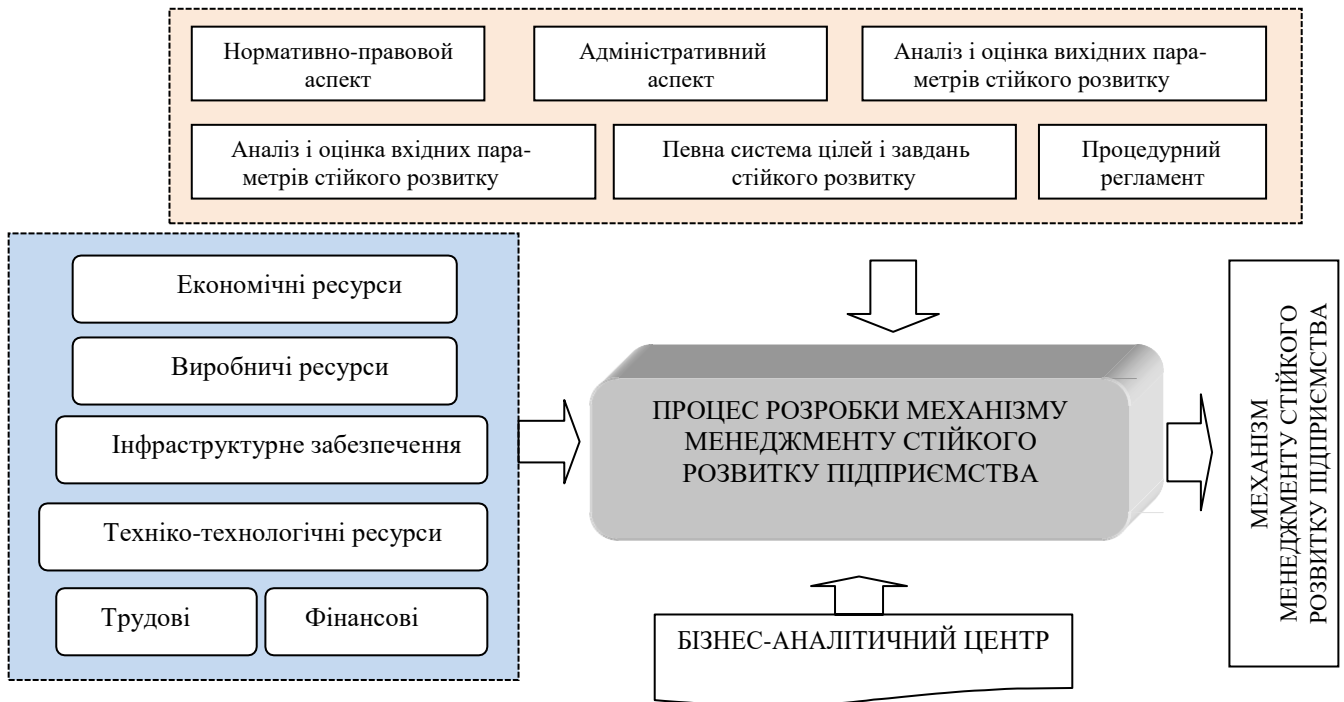 Нормативно-правовой
аспект
Адміністративний
аспект
Аналіз і оцінка вихідних пара-
метрів стійкого розвитку
Аналіз і оцінка вхідних пара-
метрів стійкого розвитку
Певна система цілей і завдань
стійкого розвитку
Процедурний
регламент
Економічні ресурси
Виробничі ресурси
Інфраструктурне забезпечення
Техніко-технологічні ресурси
Трудові
Фінансові
ПРОЦЕС РОЗРОБКИ МЕХАНІЗМУ
МЕНЕДЖМЕНТУ СТІЙКОГО
РОЗВИТКУ ПІДПРИЄМСТВА
БІЗНЕС-АНАЛІТИЧНИЙ ЦЕНТР
МЕХАНІЗМ
МЕНЕДЖМЕНТУ СТІЙКОГО
РОЗВИТКУ ПІДПРИЄМСТВА